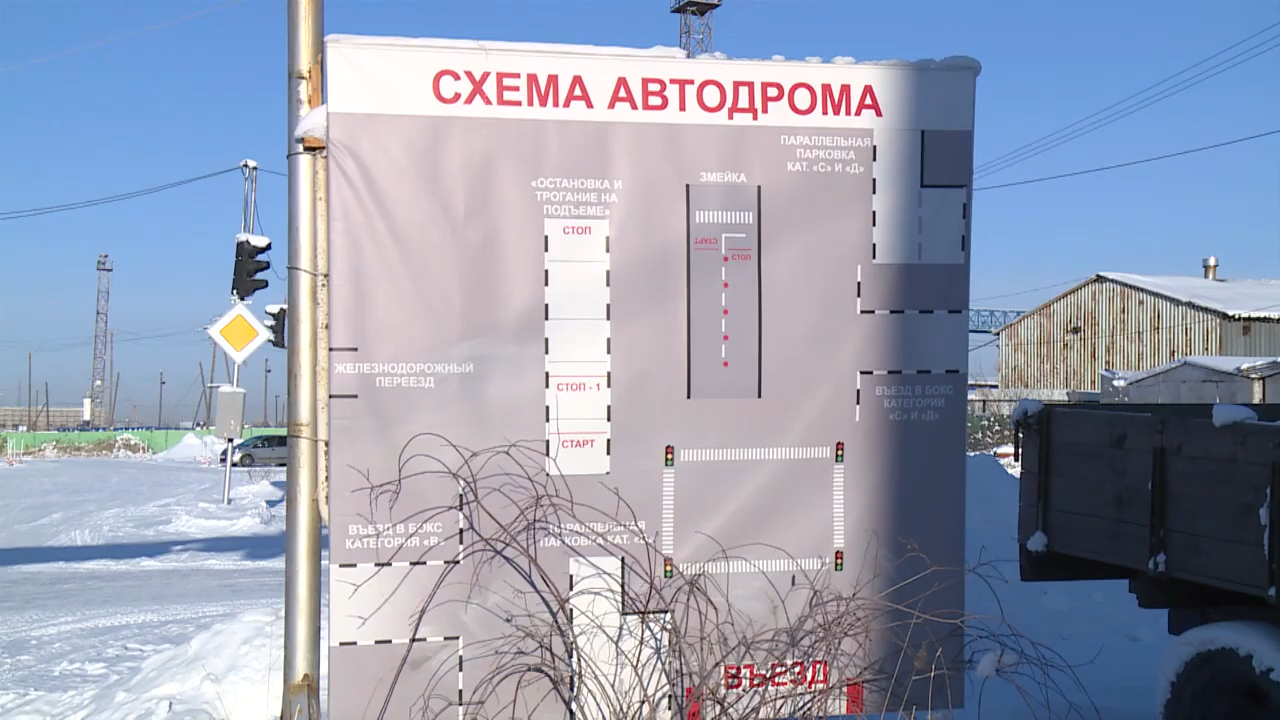 СХЕМА АВТОДРОМА
ПАРАЛЛЕЛЬНАЯ
ПАРКОВКА
КАТ. «С» И «Д»
ЗМЕЙКА
«ОСТАНОВКА И
ТРОГАНИЕ НА
ПОДЪЕМЕ»
СТОП
СТАРТ
СТОП
ЖЕЛЕЗНОДОРОЖНЫЙ
ПЕРЕЕЗД
СТОП - 1
ВЪЕЗД В БОКС
КАТЕГОРИИ
«С» И «Д»
СТАРТ
ВЪЕЗД В БОКС
КАТЕГОРИЯ «В»
ПАРАЛЛЕЛЬНАЯ
ПАРКОВКА КАТ. «В»
ВЪЕЗД